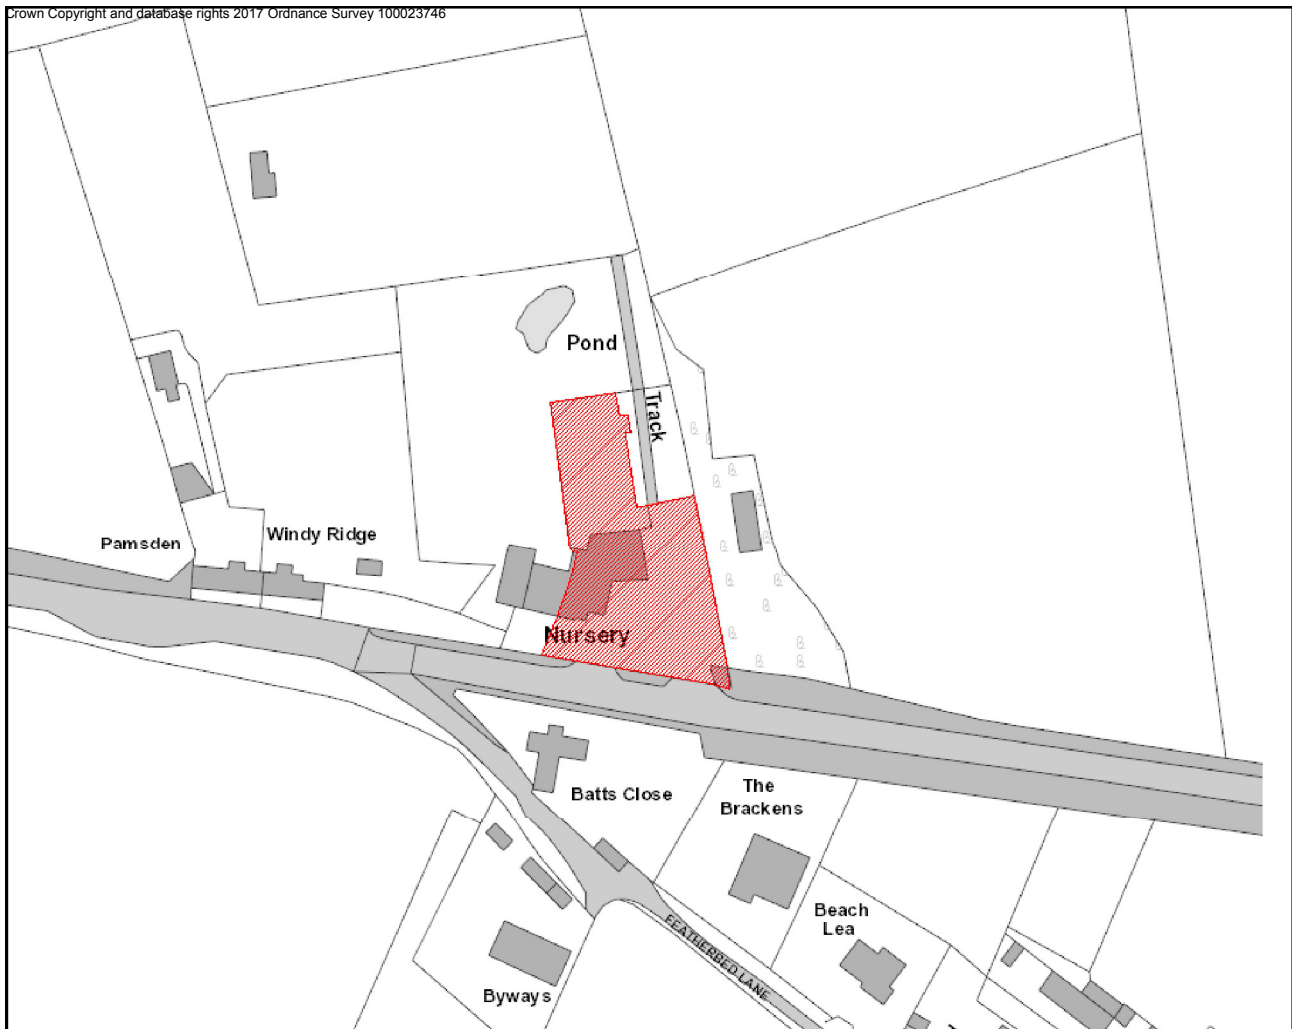 Crown Copyright and database rights 2017 Ordnance Survey 100023746
Pond
Track
Pamsden
Windy Ridge
Nursery
Batts Close
The
Brackens
Beach
Lea
FEATHERBED LANE
Byways